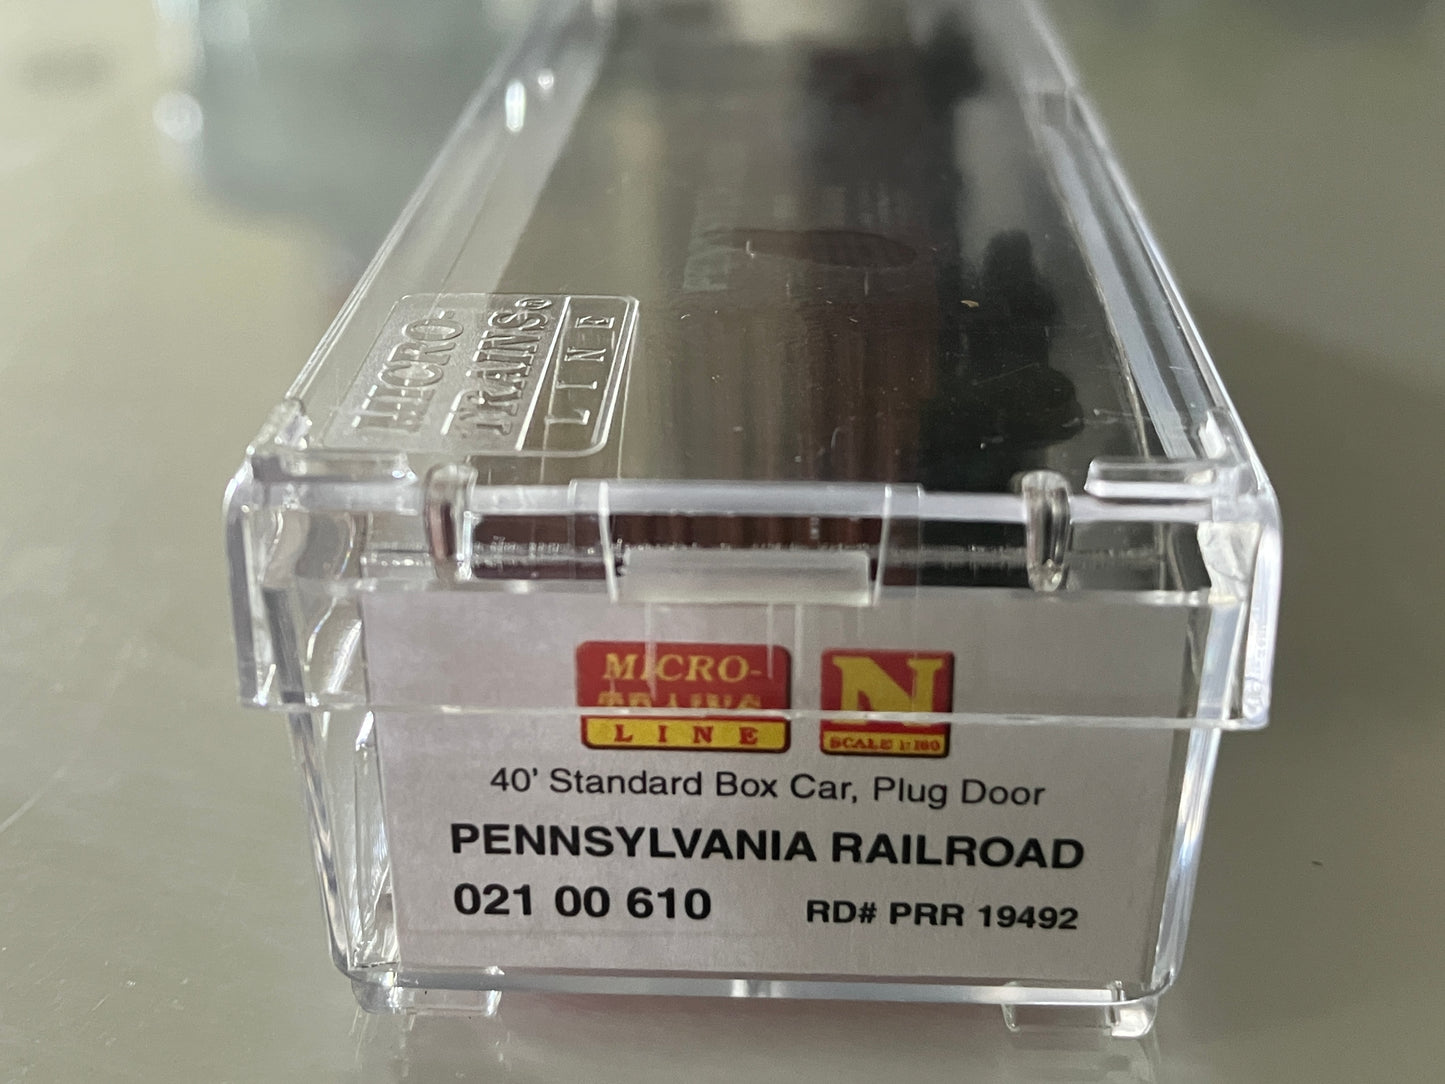 MICRO-
TRAINS®
LINE
MICRO-
TRAINS
LINE
N
SCALE 1:160
40' Standard Box Car, Plug Door
PENNSYLVANIA RAILROAD
021 00 610 RD# PRR 19492